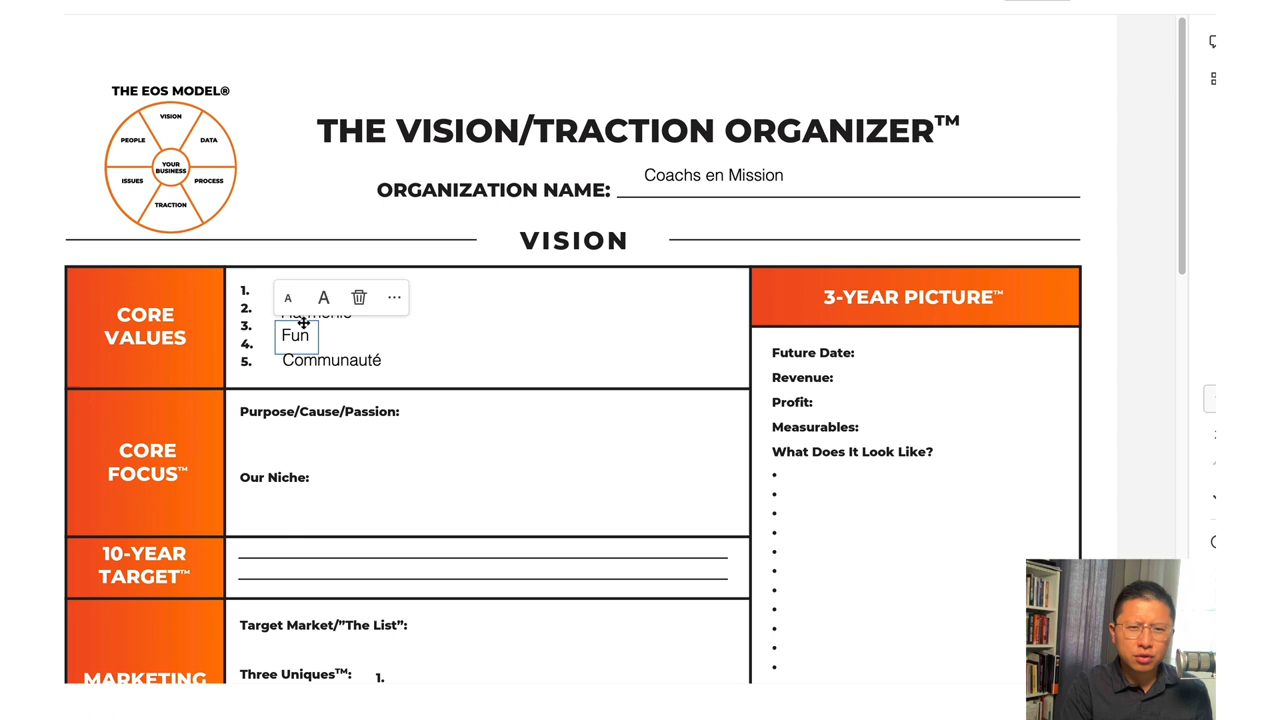 THE EOS MODEL®
VISION
PEOPLE
DATA
YOUR
BUSINESS
ISSUES
PROCESS
TRACTION
THE VISION/TRACTION ORGANIZER™
Coachs en Mission
ORGANIZATION NAME:
VISION
CORE
VALUES
1.
A A ...
2.
3.
Fun
4.
5. Communauté
3-YEAR PICTURE™
Future Date:
Revenue:
Profit:
Measurables:
What Does It Look Like?
CORE
FOCUS™
Purpose/Cause/Passion:
Our Niche:
10-YEAR
TARGET™
MARKETING
Target Market/”The List”:
Three Uniques™: 1.